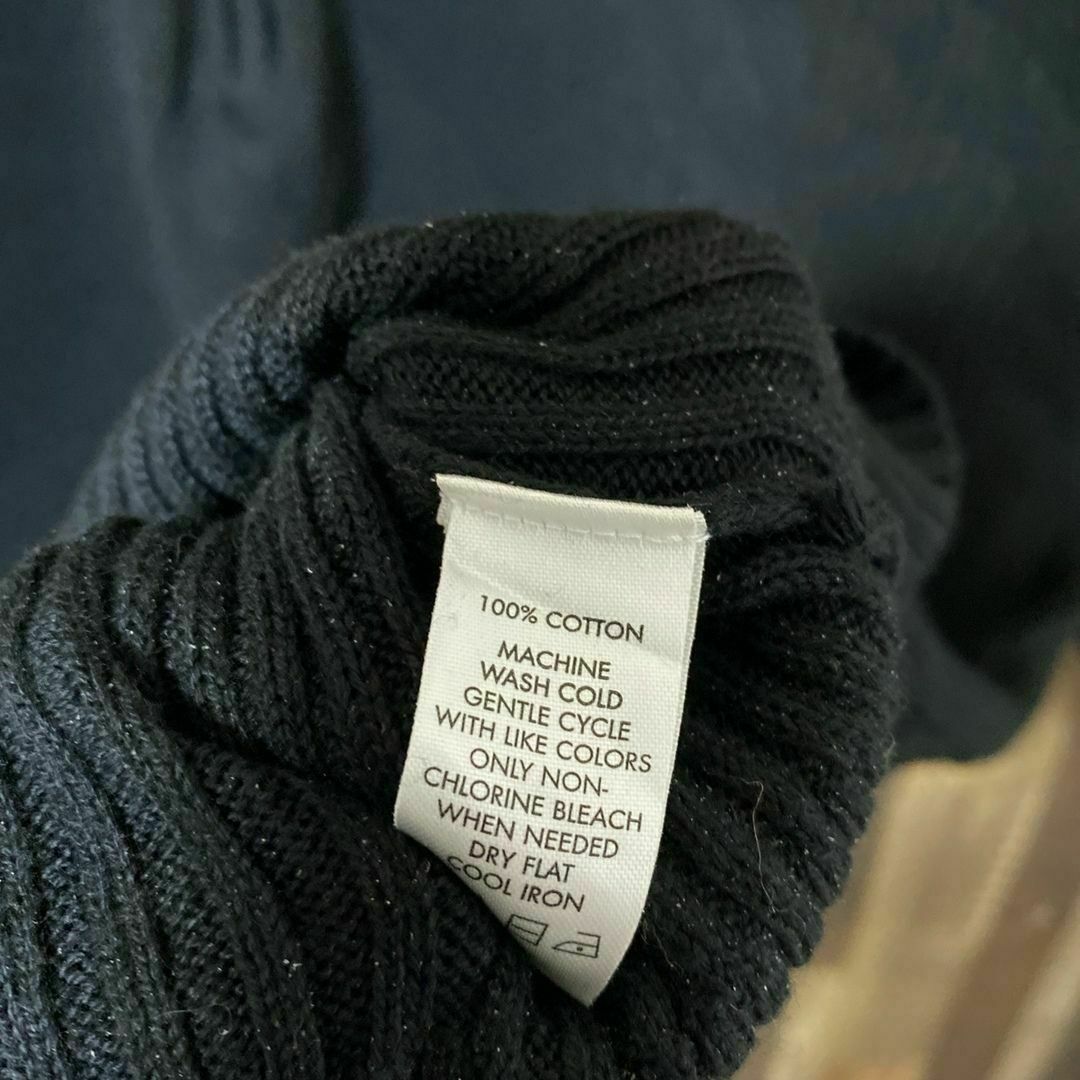 100% COTTON
MACHINE
WASH COLD
GENTLE CYCLE
WITH LIKE COLORS
ONLY NON-
CHLORINE BLEACH
WHEN NEEDED
DRY FLAT
COOL IRON